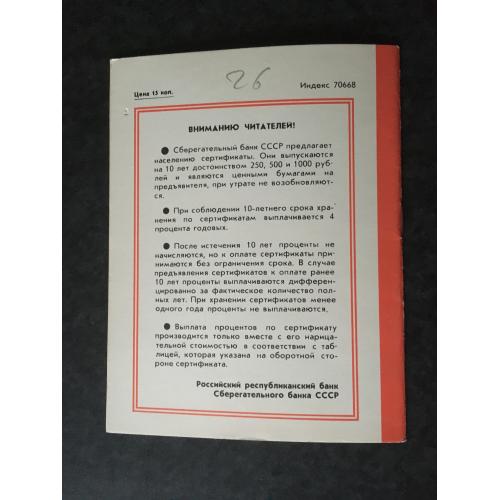 26
Цена 15 коп.
Индекс 70668
ВНИМАНИЮ ЧИТАТЕЛЕЙ!
● Сберегательный банк СССР предлагает
населению сертификаты. Они выпускаются
на 10 лет достоинством 250, 500 и 1000 руб-
лей и являются ценными бумагами на
предъявителя, при утрате не возобновляют-
ся.
● При соблюдении 10-летнего срока хра-
нения по сертификатам выплачивается 4
процента годовых.
● После истечения 10 лет проценты не
начисляются, но к оплате сертификаты при-
нимаются без ограничения срока. В случае
предъявления сертификатов к оплате ранее
10 лет проценты выплачиваются дифферен-
цированно за фактическое количество пол-
ных лет. При хранении сертификатов менее
одного года проценты не выплачиваются.
● Выплата процентов по сертификату
производится только вместе с его нарица-
тельной стоимостью в соответствии с таб-
лицей, которая указана на оборотной сто-
роне сертификата.
Российский республиканский банк
Сберегательного банка СССР